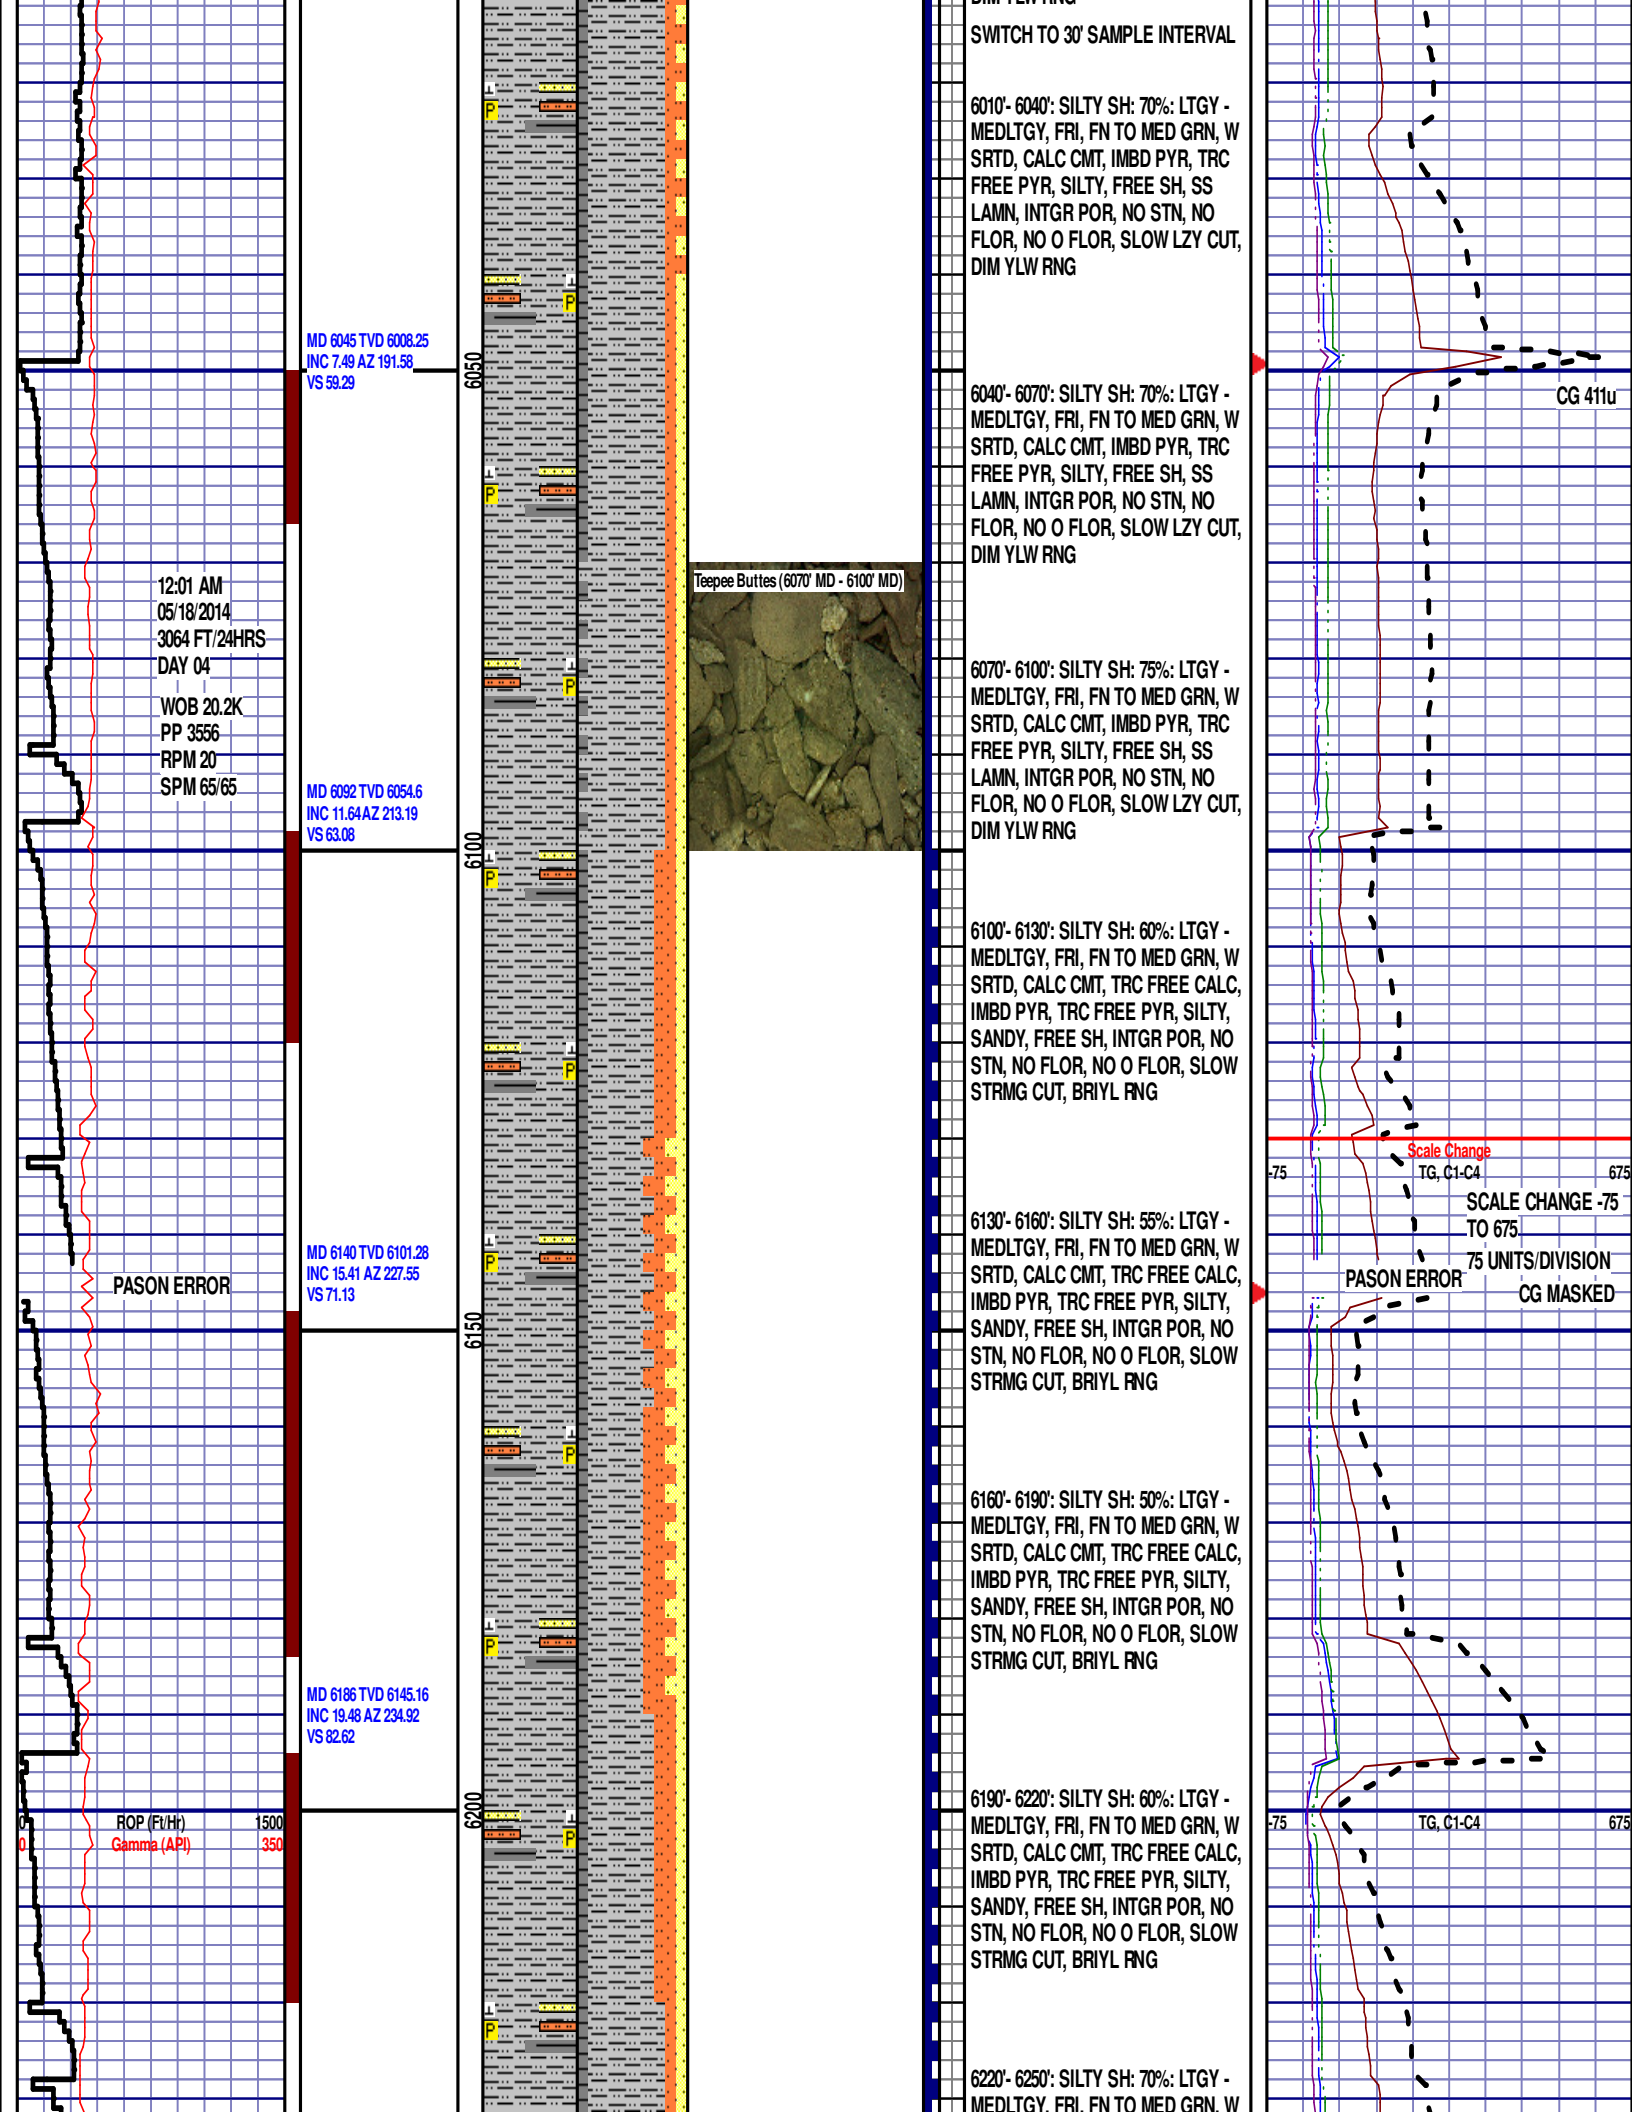 SWITCH TO 30' SAMPLE INTERVAL
6010'- 6040': SILTY SH: 70%: LTGY -
MEDLTGY, FRI, FN TO MED GRN, W
SRTD, CALC CMT, IMBD PYR, TRC
FREE PYR, SILTY, FREE SH, SS
LAMN, INTGR POR, NO STN, NO
FLOR, NO O FLOR, SLOW LZY CUT,
DIM YLW RNG
MD 6045 TVD 6008.25
INC 7.49 AZ 191.58
VS 59.29
6050
CG 411u
6040'- 6070': SILTY SH: 70%: LTGY -
MEDLTGY, FRI, FN TO MED GRN, W
SRTD, CALC CMT, IMBD PYR, TRC
FREE PYR, SILTY, FREE SH, SS
LAMN, INTGR POR, NO STN, NO
FLOR, NO O FLOR, SLOW LZY CUT,
DIM YLW RNG
Teepee Buttes (6070' MD - 6100' MD)
12:01 AM
05/18/2014
3064 FT/24HRS
DAY 04
WOB 20.2K
PP 3556
RPM 20
SPM 65/65
6070'- 6100': SILTY SH: 75%: LTGY -
MEDLTGY, FRI, FN TO MED GRN, W
SRTD, CALC CMT, IMBD PYR, TRC
FREE PYR, SILTY, FREE SH, SS
LAMN, INTGR POR, NO STN, NO
FLOR, NO O FLOR, SLOW LZY CUT,
DIM YLW RNG
MD 6092 TVD 6054.6
INC 11.64 AZ 213.19
VS 63.08
6100
6100'- 6130': SILTY SH: 60%: LTGY -
MEDLTGY, FRI, FN TO MED GRN, W
SRTD, CALC CMT, TRC FREE CALC,
IMBD PYR, TRC FREE PYR, SILTY,
SANDY, FREE SH, INTGR POR, NO
STN, NO FLOR, NO O FLOR, SLOW
STRMG CUT, BRIYL RNG
Scale Change
-75 TG, C1-C4 675
SCALE CHANGE -75
TO 675
75 UNITS/DIVISION
PASON ERROR
CG MASKED
6130'- 6160': SILTY SH: 55%: LTGY -
MEDLTGY, FRI, FN TO MED GRN, W
SRTD, CALC CMT, TRC FREE CALC,
IMBD PYR, TRC FREE PYR, SILTY,
SANDY, FREE SH, INTGR POR, NO
STN, NO FLOR, NO O FLOR, SLOW
STRMG CUT, BRIYL RNG
MD 6140 TVD 6101.28
INC 15.41 AZ 227.55
VS 71.13
PASON ERROR
6150
6160'- 6190': SILTY SH: 50%: LTGY -
MEDLTGY, FRI, FN TO MED GRN, W
SRTD, CALC CMT, TRC FREE CALC,
IMBD PYR, TRC FREE PYR, SILTY,
SANDY, FREE SH, INTGR POR, NO
STN, NO FLOR, NO O FLOR, SLOW
STRMG CUT, BRIYL RNG
MD 6186 TVD 6145.16
INC 19.48 AZ 234.92
VS 82.62
6200
0 ROP (Ft/Hr) 1500
0 Gamma (API) 350
-75 TG, C1-C4 675
6190'- 6220': SILTY SH: 60%: LTGY -
MEDLTGY, FRI, FN TO MED GRN, W
SRTD, CALC CMT, TRC FREE CALC,
IMBD PYR, TRC FREE PYR, SILTY,
SANDY, FREE SH, INTGR POR, NO
STN, NO FLOR, NO O FLOR, SLOW
STRMG CUT, BRIYL RNG
6220'- 6250': SILTY SH: 70%: LTGY -
MEDLTGY, FRI, FN TO MED GRN, W